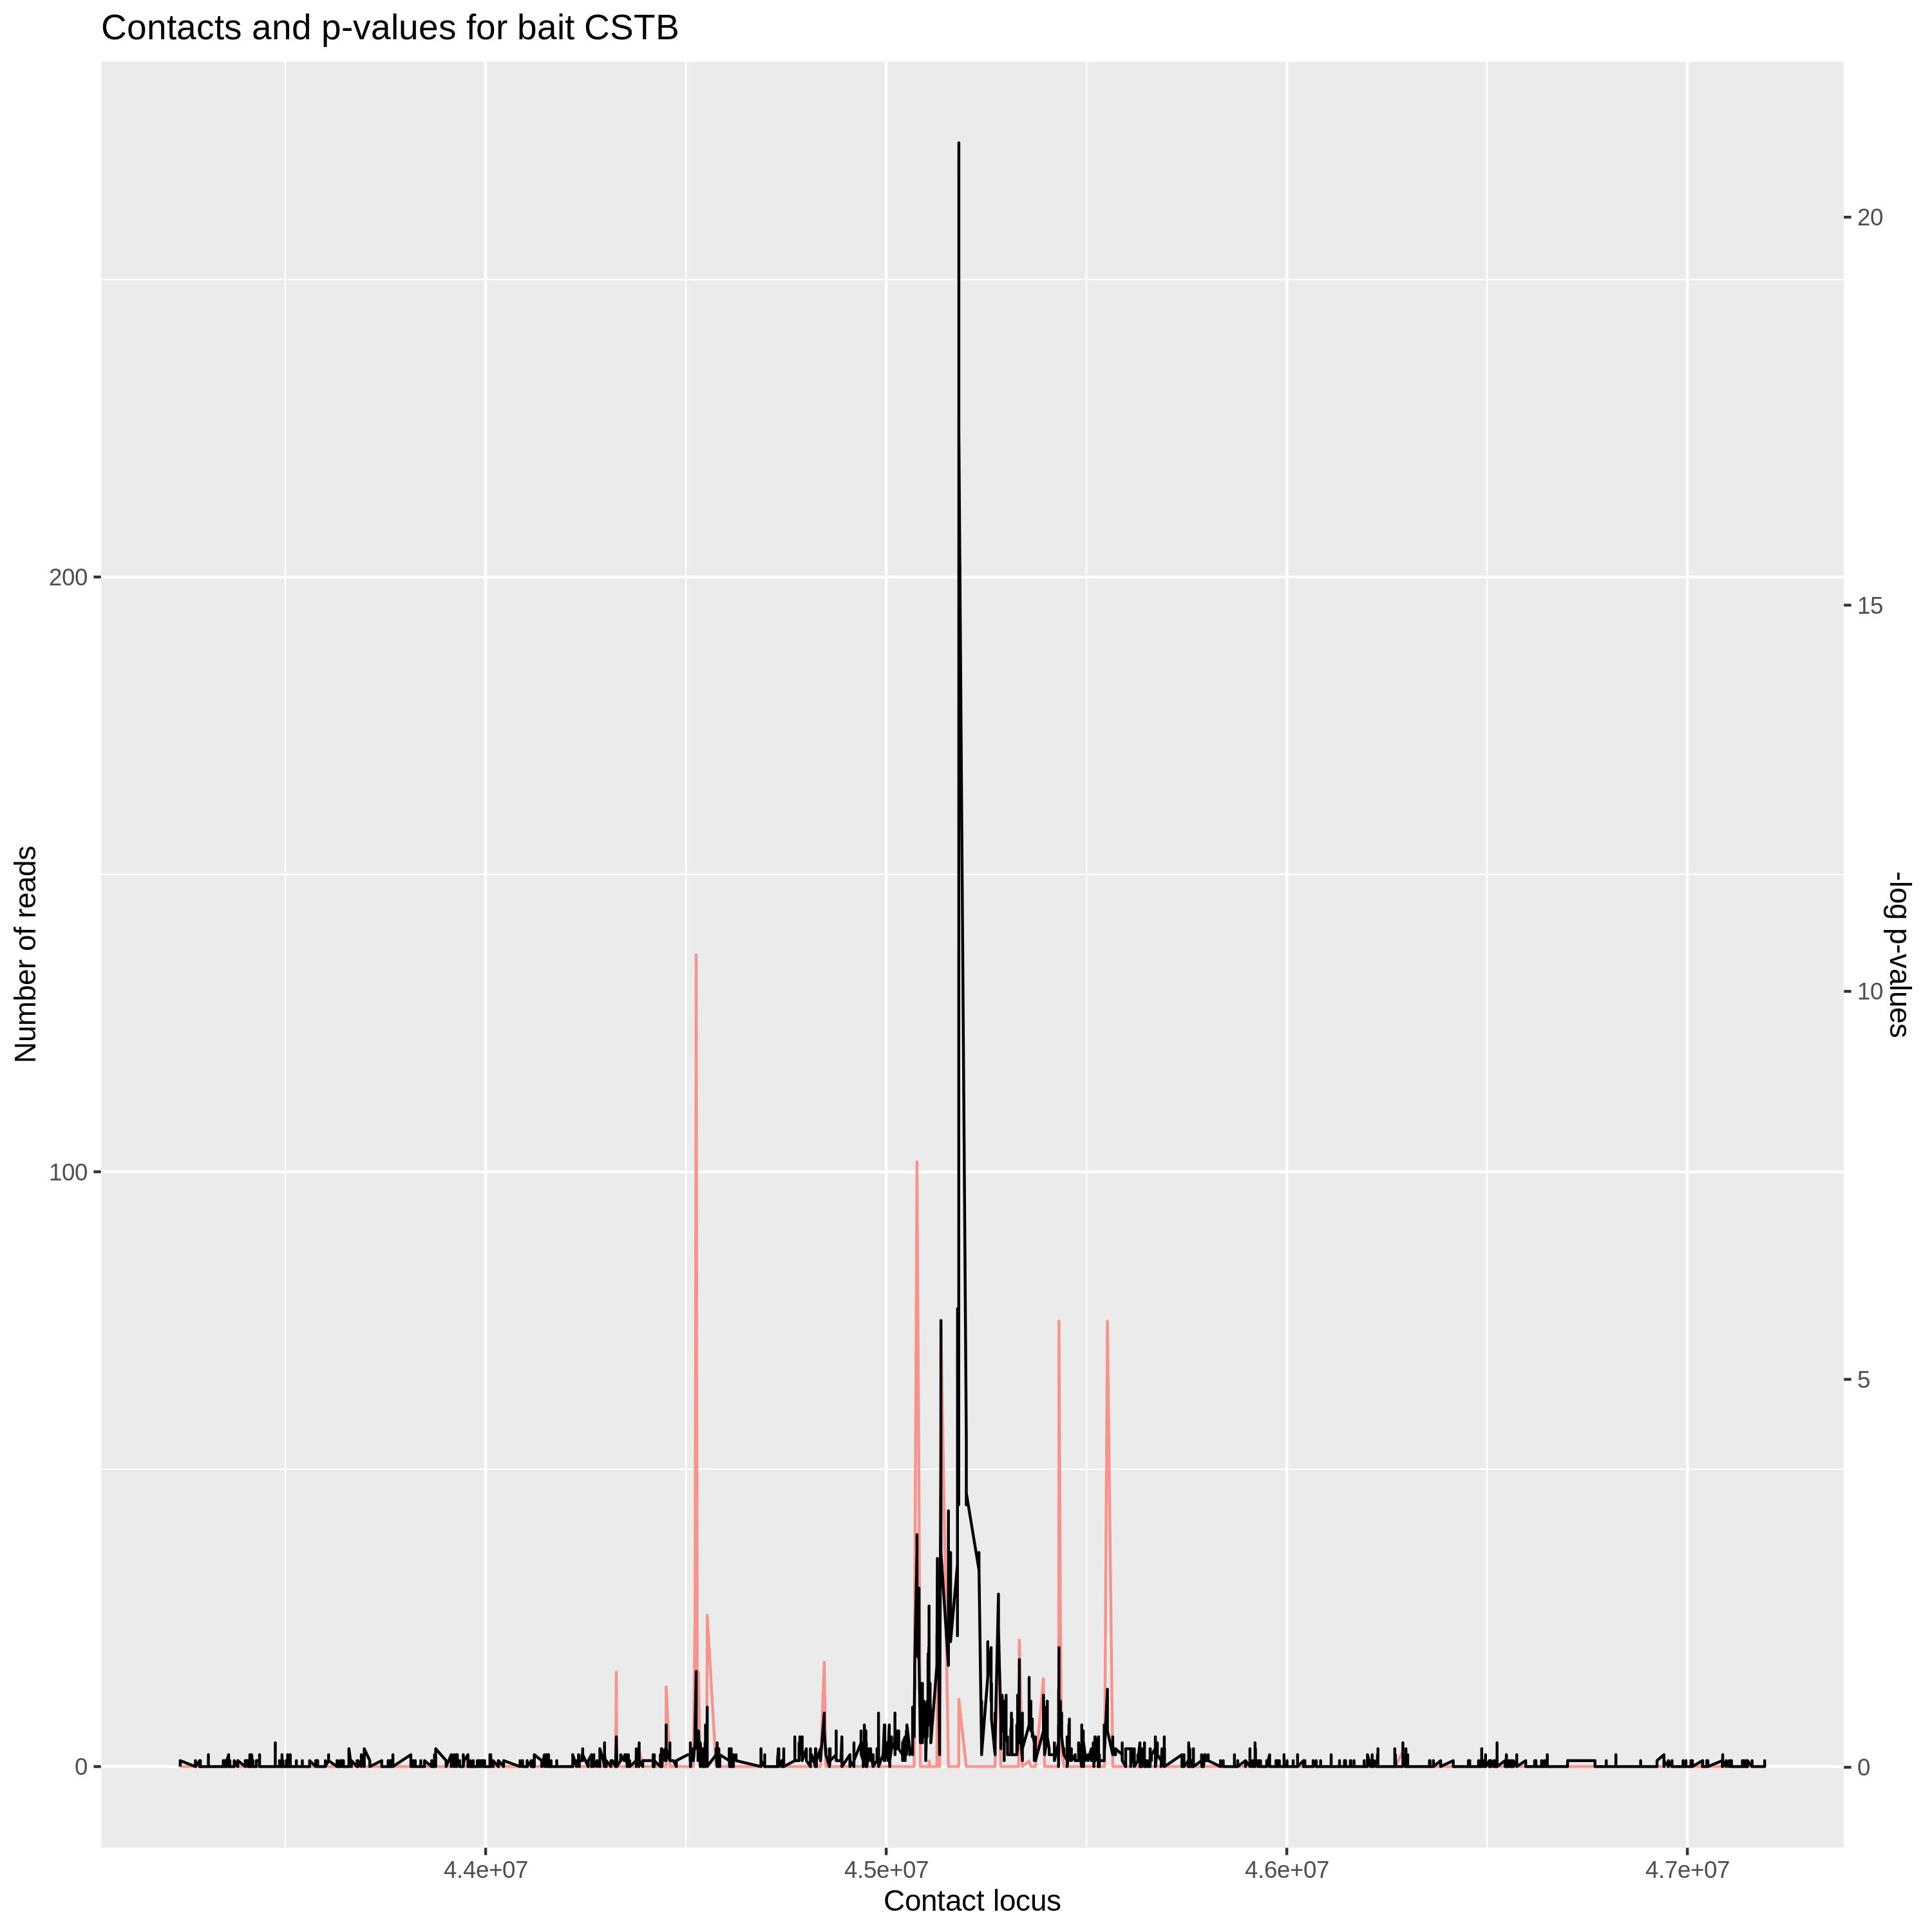 Contacts and p-values for bait CSTB
Number of reads
200
100
0
20
15
10
5
0
-log p-values
4.4e+07
4.5e+07
4.6e+07
4.7e+07
Contact locus